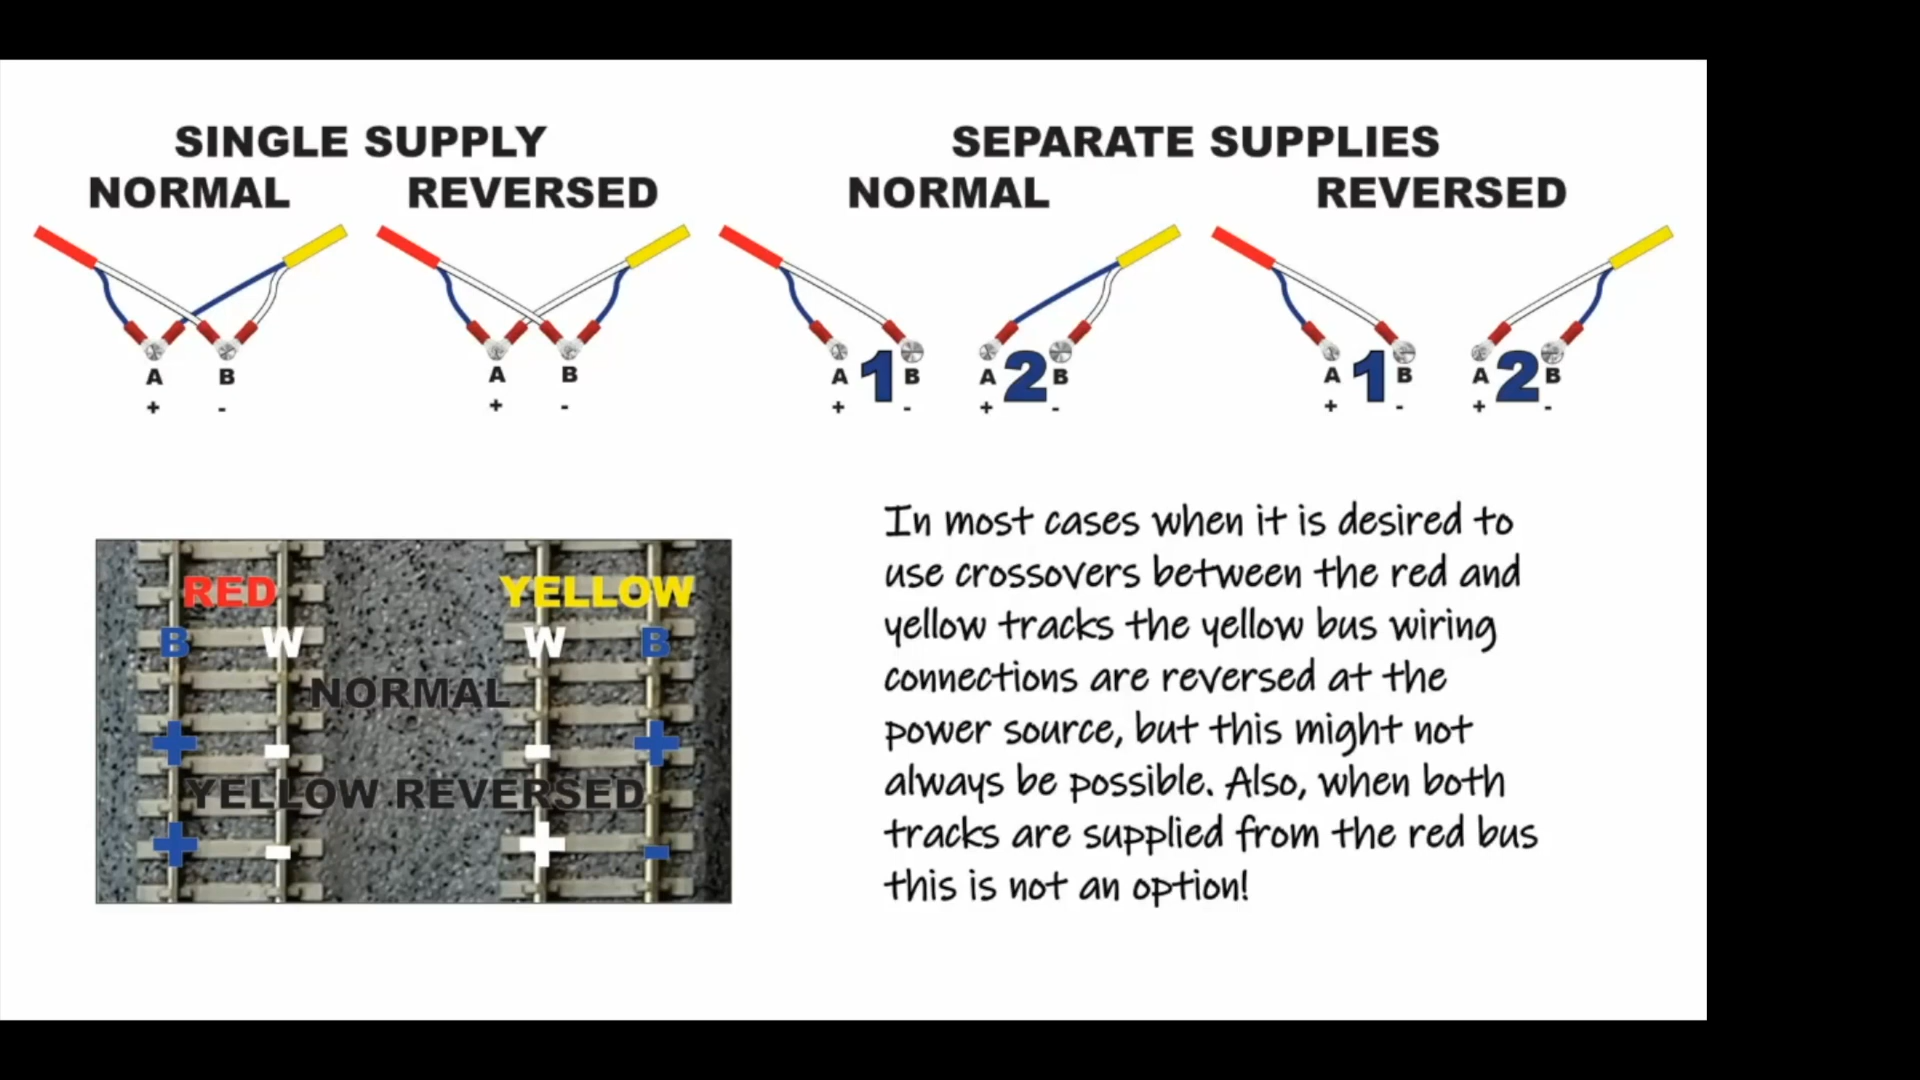 SINGLE SUPPLY
NORMAL REVERSED
A B
+ -
A B
+ -
SEPARATE SUPPLIES
NORMAL REVERSED
A 1 B
+ -
A 2 B
+ -
A 1 B
+ -
A 2 B
+ -
RED YELLOW
B W W B
NORMAL
+ - - +
YELLOW REVERSED
+ - + -
In most cases when it is desired to
use crossovers between the red and
yellow tracks the yellow bus wiring
connections are reversed at the
power source, but this might not
always be possible. Also, when both
tracks are supplied from the red bus
this is not an option!